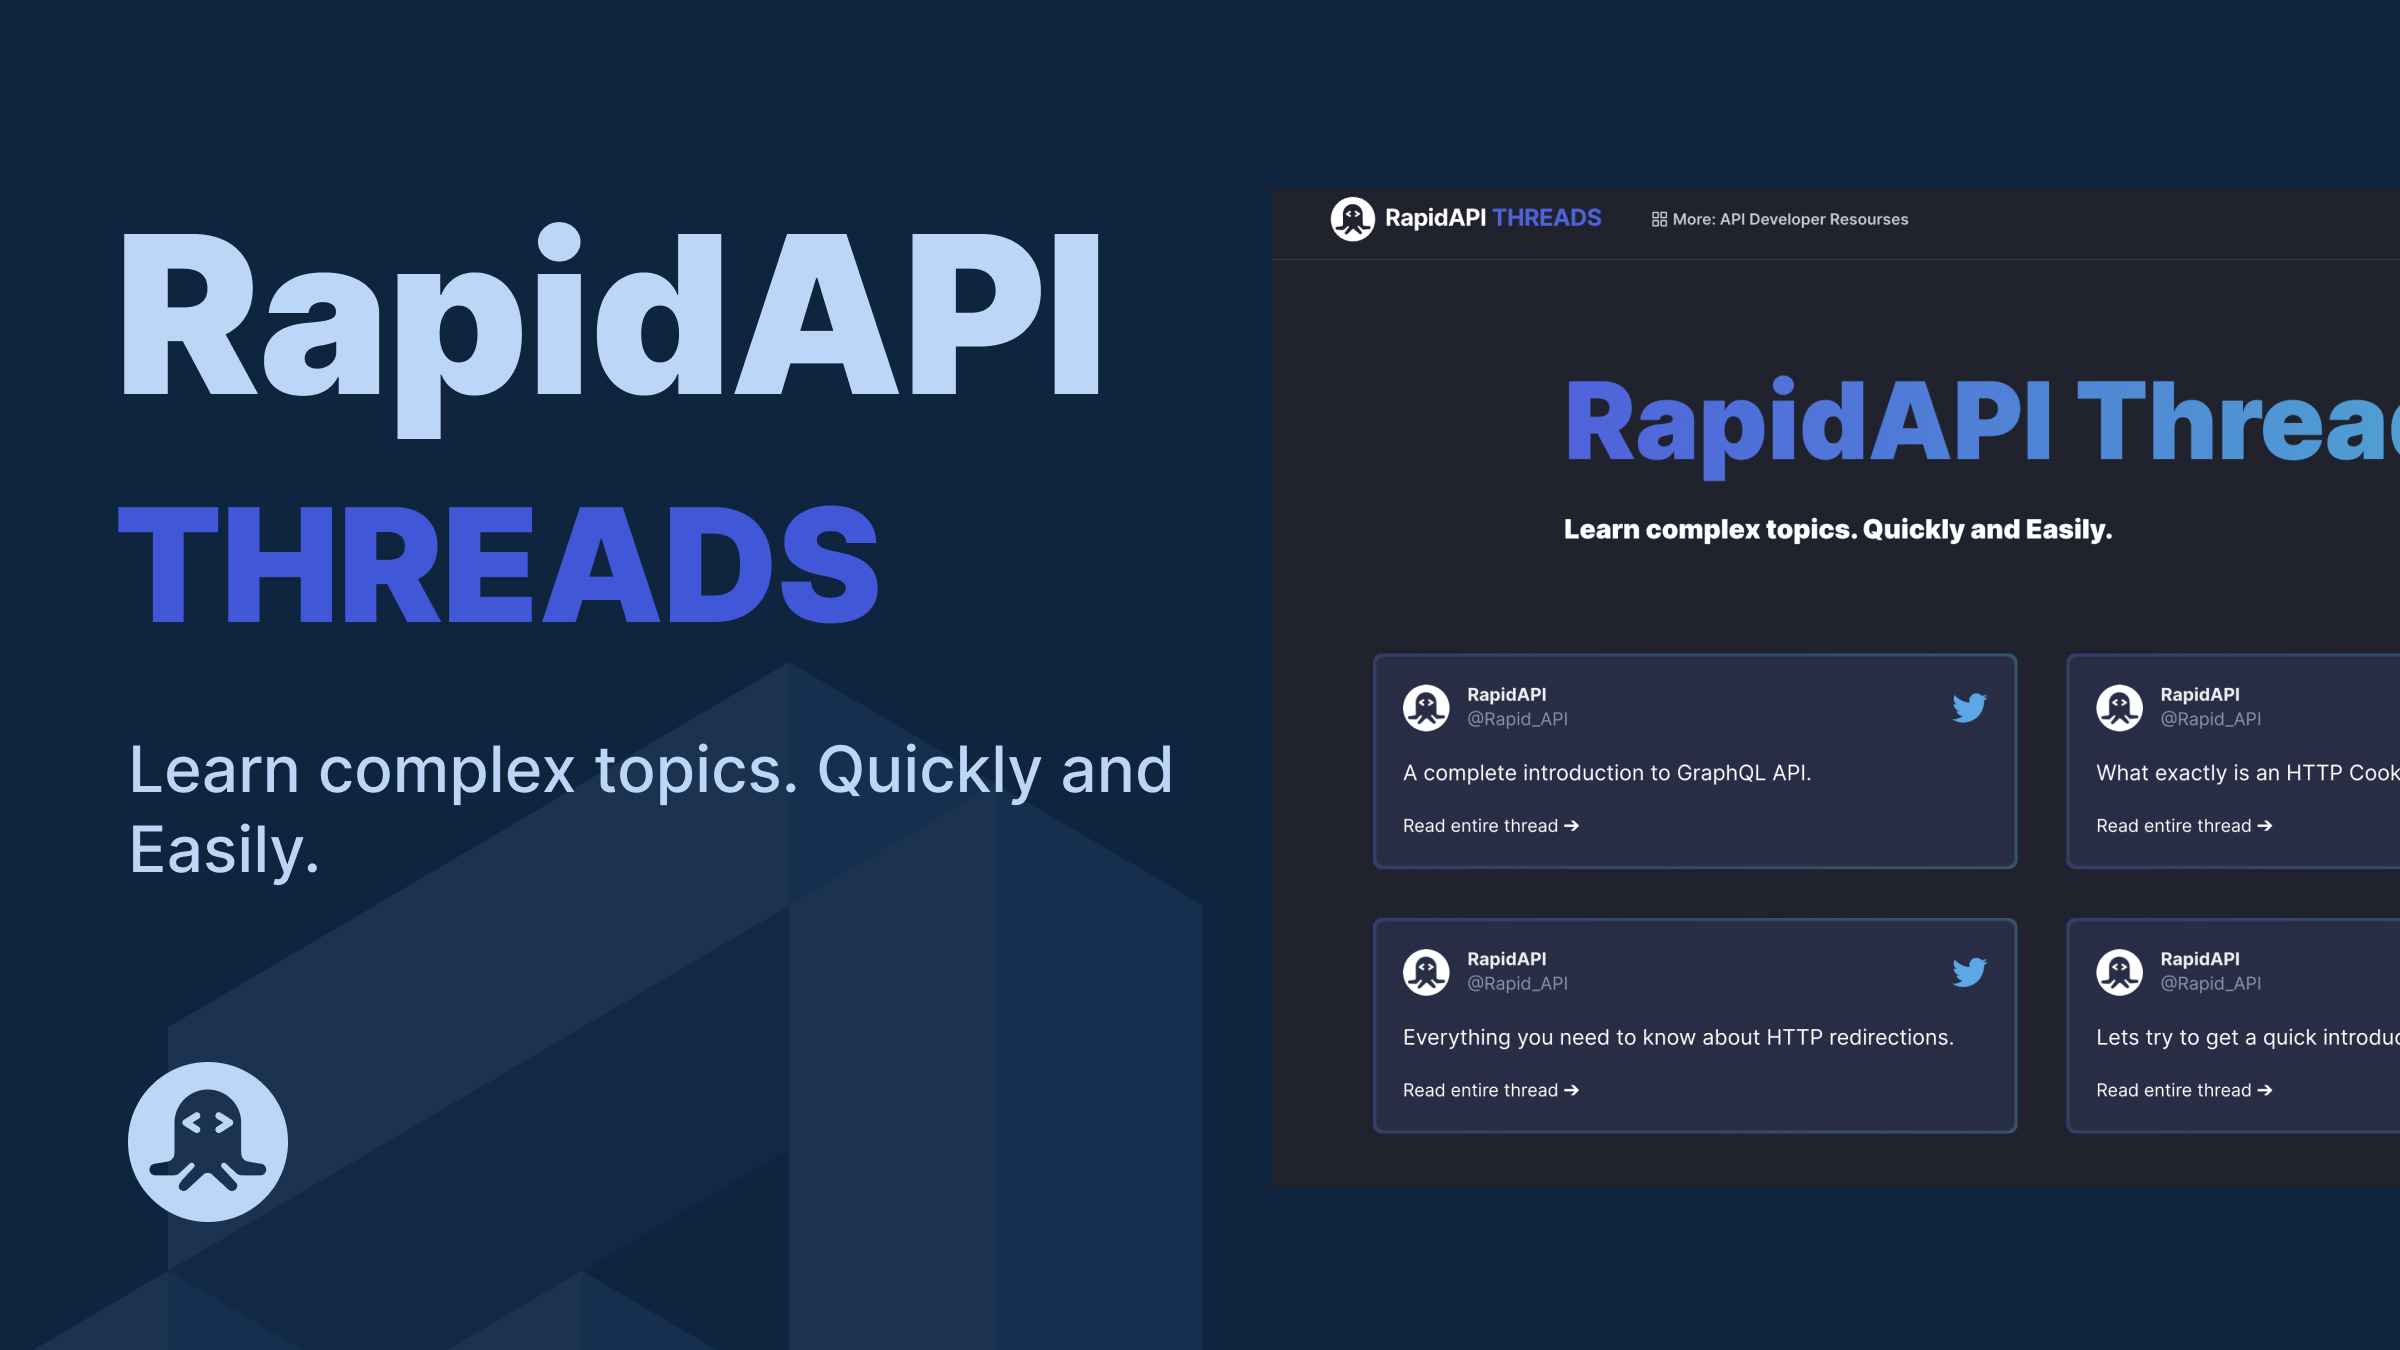 RapidAPI
THREADS
Learn complex topics. Quickly and
Easily.
RapidAPI THREADS
More: API Developer Resourses
RapidAPI
Learn complex topics. Quickly and Easily.
RapidAPI
@Rapid_API
A complete introduction to GraphQL API.
Read entire thread →
RapidAPI
@Rapid_API
What exactly is an HTTP
Read entire thread →
RapidAPI
@Rapid_API
Everything you need to know about HTTP redirections.
Read entire thread →
RapidAPI
@Rapid_API
Lets try to get a quick
Read entire thread →